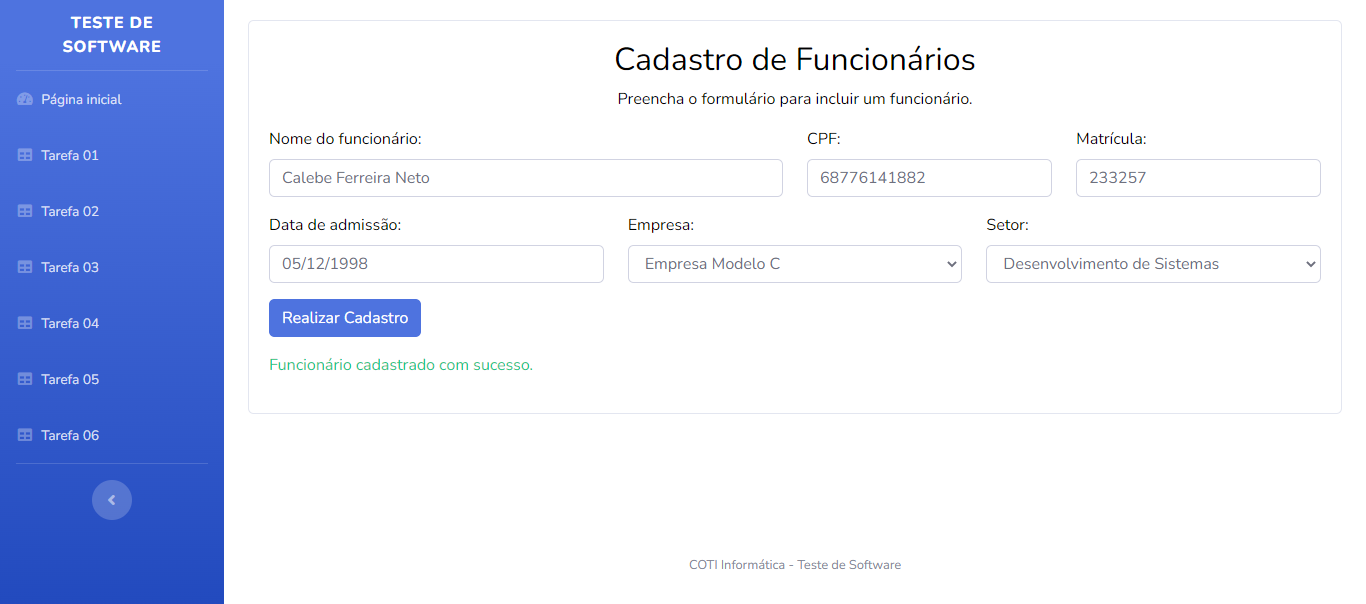 TESTE DE
SOFTWARE
Página inicial
Tarefa 01
Tarefa 02
Tarefa 03
Tarefa 04
Tarefa 05
Tarefa 06
Cadastro de Funcionários
Preencha o formulário para incluir um funcionário.
Nome do funcionário: CPF: Matrícula:
Calebe Ferreira Neto 68776141882 233257
Data de admissão: Empresa: Setor:
05/12/1998 Empresa Modelo C Desenvolvimento de Sistemas
Realizar Cadastro
Funcionário cadastrado com sucesso.
COTI Informática - Teste de Software